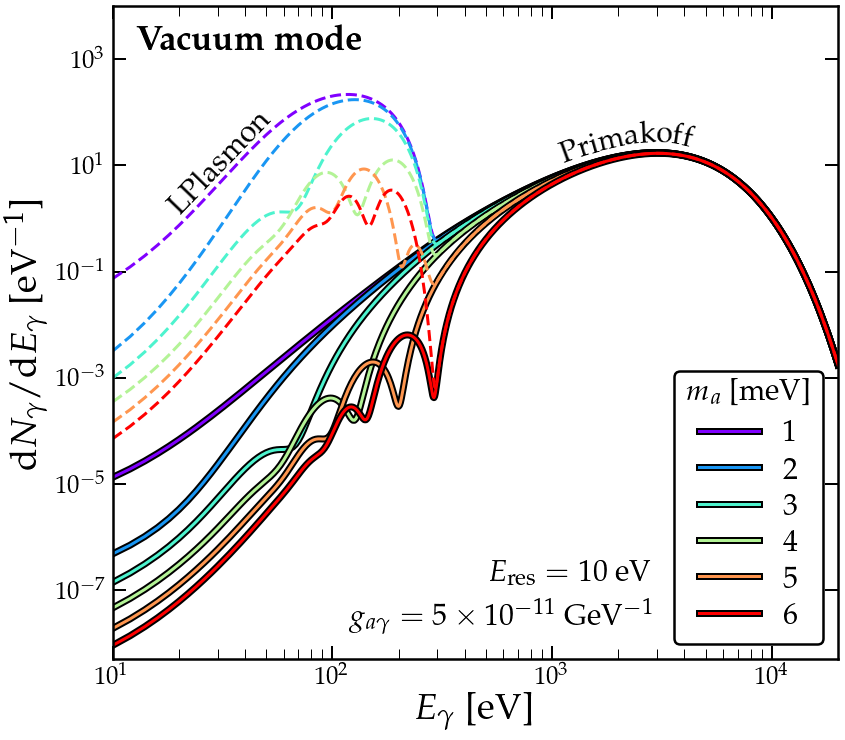 Vacuum mode
LPlasmon
Primakoff
dN_γ/dE_γ [eV⁻¹]
10³
10¹
10⁻¹
10⁻³
10⁻⁵
10⁻⁷
m_a [meV]
1
2
3
4
5
6
E_res = 10 eV
g_aγ = 5 × 10⁻¹¹ GeV⁻¹
10¹ 10² 10³ 10⁴
E_γ [eV]